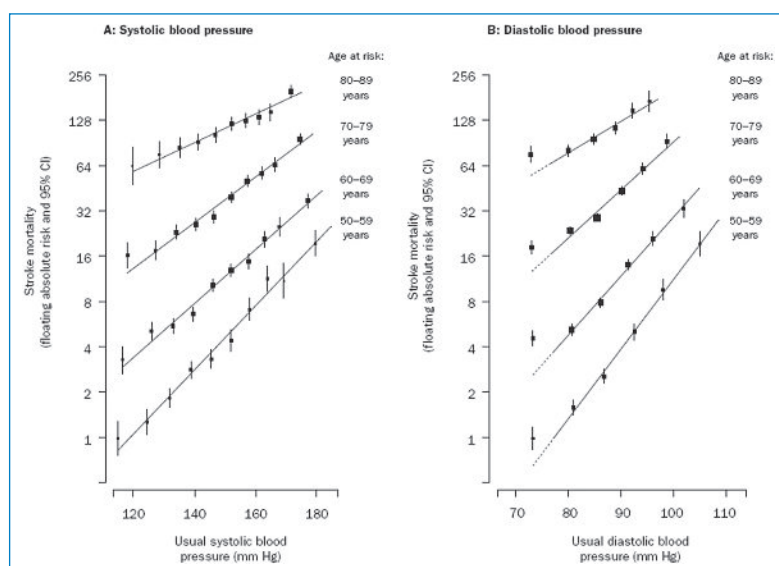 A: Systolic blood pressure
Age at risk:
80–89
years
70–79
years
60–69
years
50–59
years
256
128
64
32
16
8
4
2
1
Stroke mortality
(floating absolute risk and 95% CI)
120
140
160
180
Usual systolic blood
pressure (mm Hg)
B: Diastolic blood pressure
Age at risk:
80–89
years
70–79
years
60–69
years
50–59
years
256
128
64
32
16
8
4
2
1
Stroke mortality
(floating absolute risk and 95% CI)
70
80
90
100
110
Usual diastolic blood
pressure (mm Hg)